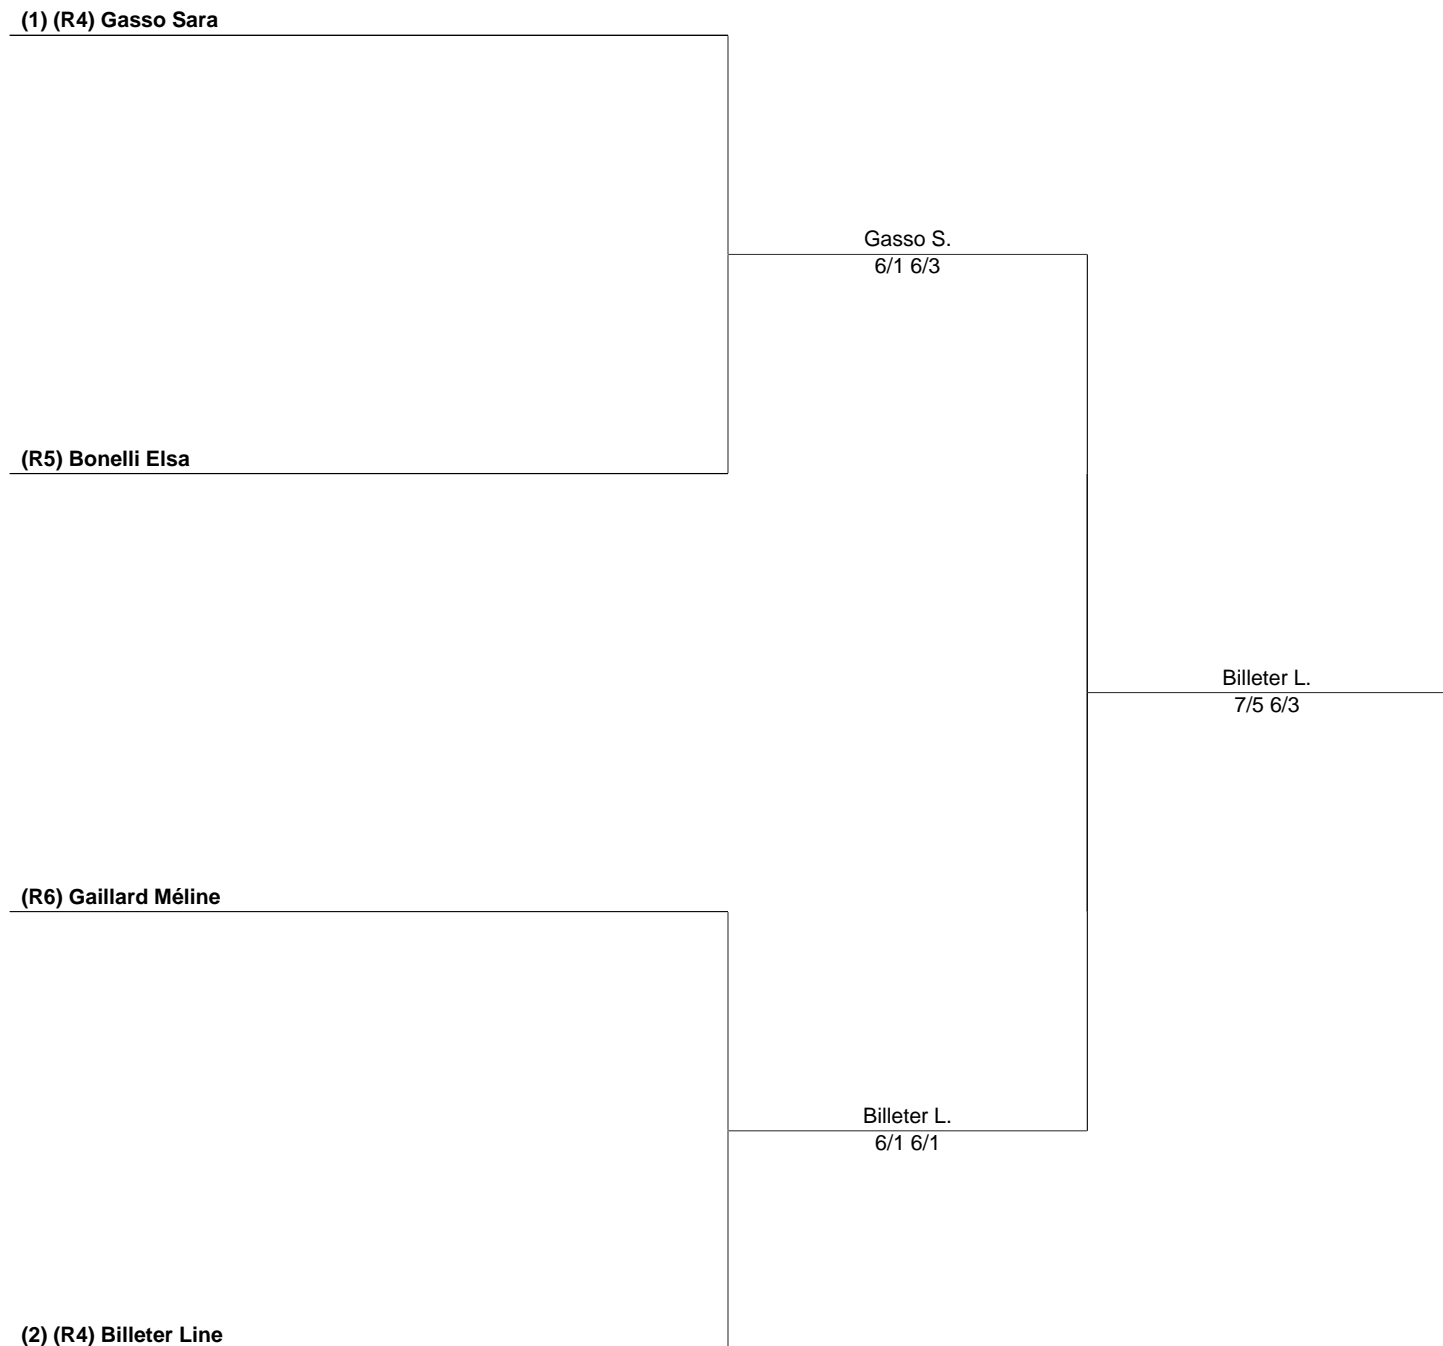 (1) (R4) Gasso Sara
Gasso S.
6/1 6/3
(R5) Bonelli Elsa
Billeter L.
7/5 6/3
(R6) Gaillard Méline
Billeter L.
6/1 6/1
(2) (R4) Billeter Line